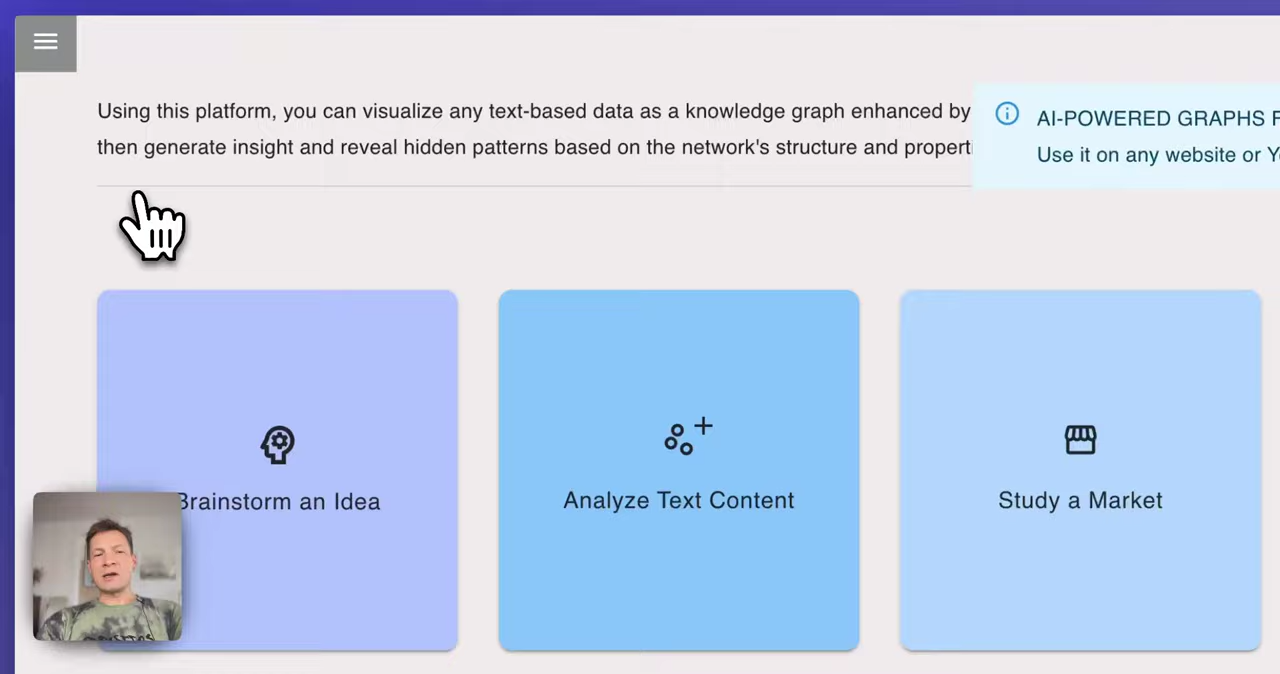 Using this platform, you can visualize any text-based data as a knowledge graph enhanced by
then generate insight and reveal hidden patterns based on the network's structure and properti
AI-POWERED GRAPHS F
Use it on any website or Y
Brainstorm an Idea
Analyze Text Content
Study a Market